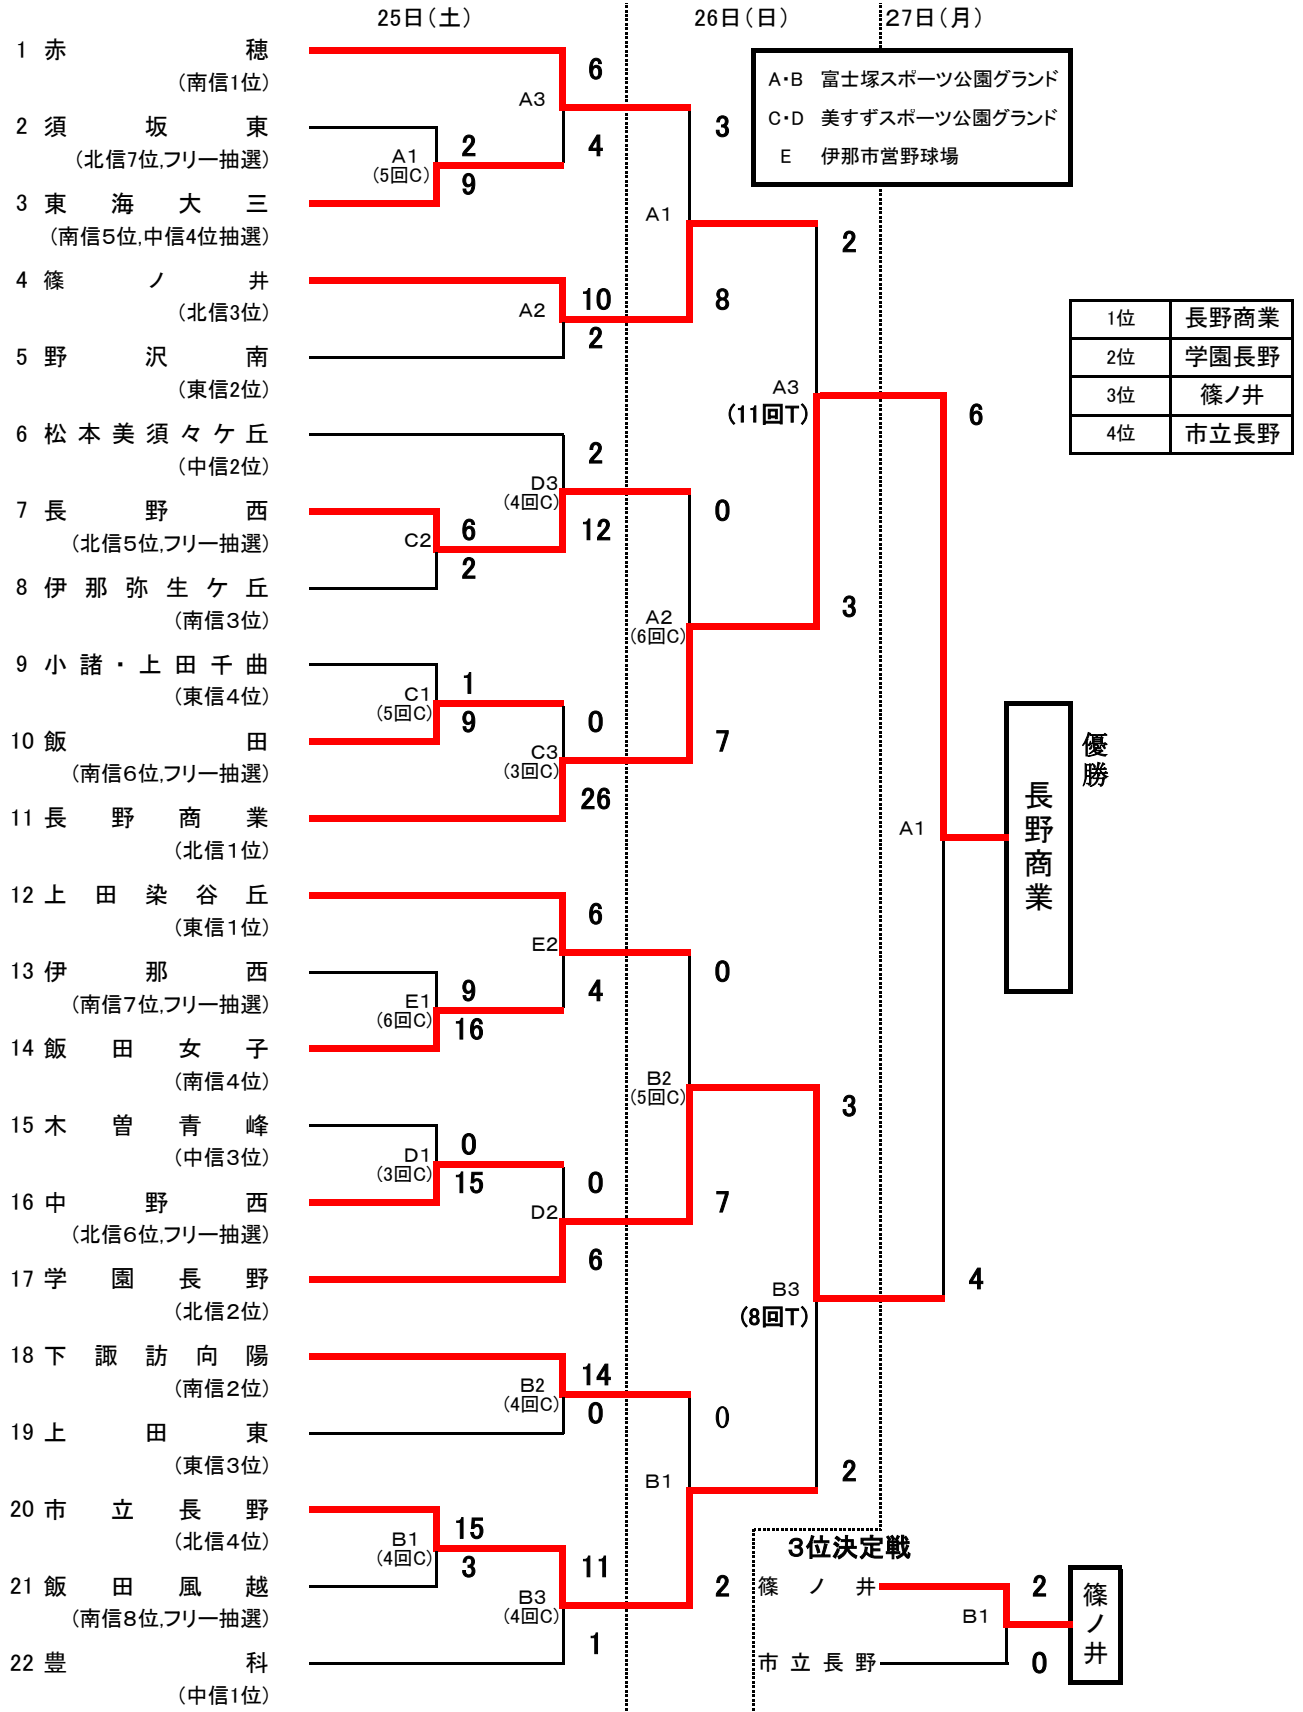 25日（土）
26日（日）
27日（月）
A・B 富士塚スポーツ公園グランド
C・D 美すずスポーツ公園グランド
E 伊那市営野球場
1 赤穂
（南信1位）
2 須坂東
（北信7位,フリー抽選）
3 東海大三
（南信5位,中信4位抽選）
4 篠ノ井
（北信3位）
5 野沢南
（東信2位）
6 松本美須々ケ丘
（中信2位）
7 長野西
（北信5位,フリー抽選）
8 伊那弥生ケ丘
（南信3位）
9 小諸・上田千曲
（東信4位）
10 飯田
（南信6位,フリー抽選）
11 長野商業
（北信1位）
12 上田染谷丘
（東信1位）
13 伊那西
（南信7位,フリー抽選）
14 飯田女子
（南信4位）
15 木曽青峰
（中信3位）
16 中野西
（北信6位,フリー抽選）
17 学園長野
（北信2位）
18 下諏訪向陽
（南信2位）
19 上田東
（東信3位）
20 市立長野
（北信4位）
21 飯田風越
（南信8位,フリー抽選）
22 豊科
（中信1位）
A1
（5回C）
2
9
C2
6
2
C1
（5回C）
1
9
E1
（6回C）
9
16
D1
（3回C）
0
15
B1
（4回C）
15
3
A3
6
4
A2
10
2
D3
（4回C）
2
12
C3
（3回C）
0
26
E2
6
4
D2
0
6
B2
（4回C）
14
0
B3
（4回C）
11
1
A1
3
8
A2
（6回C）
0
7
B2
（5回C）
0
7
B1
0
2
A3
（11回T）
2
3
B3
（8回T）
3
2
A1
6
4
優勝
長野商業
1位 長野商業
2位 学園長野
3位 篠ノ井
4位 市立長野
3位決定戦
篠ノ井
市立長野
B1
2
0
篠ノ井